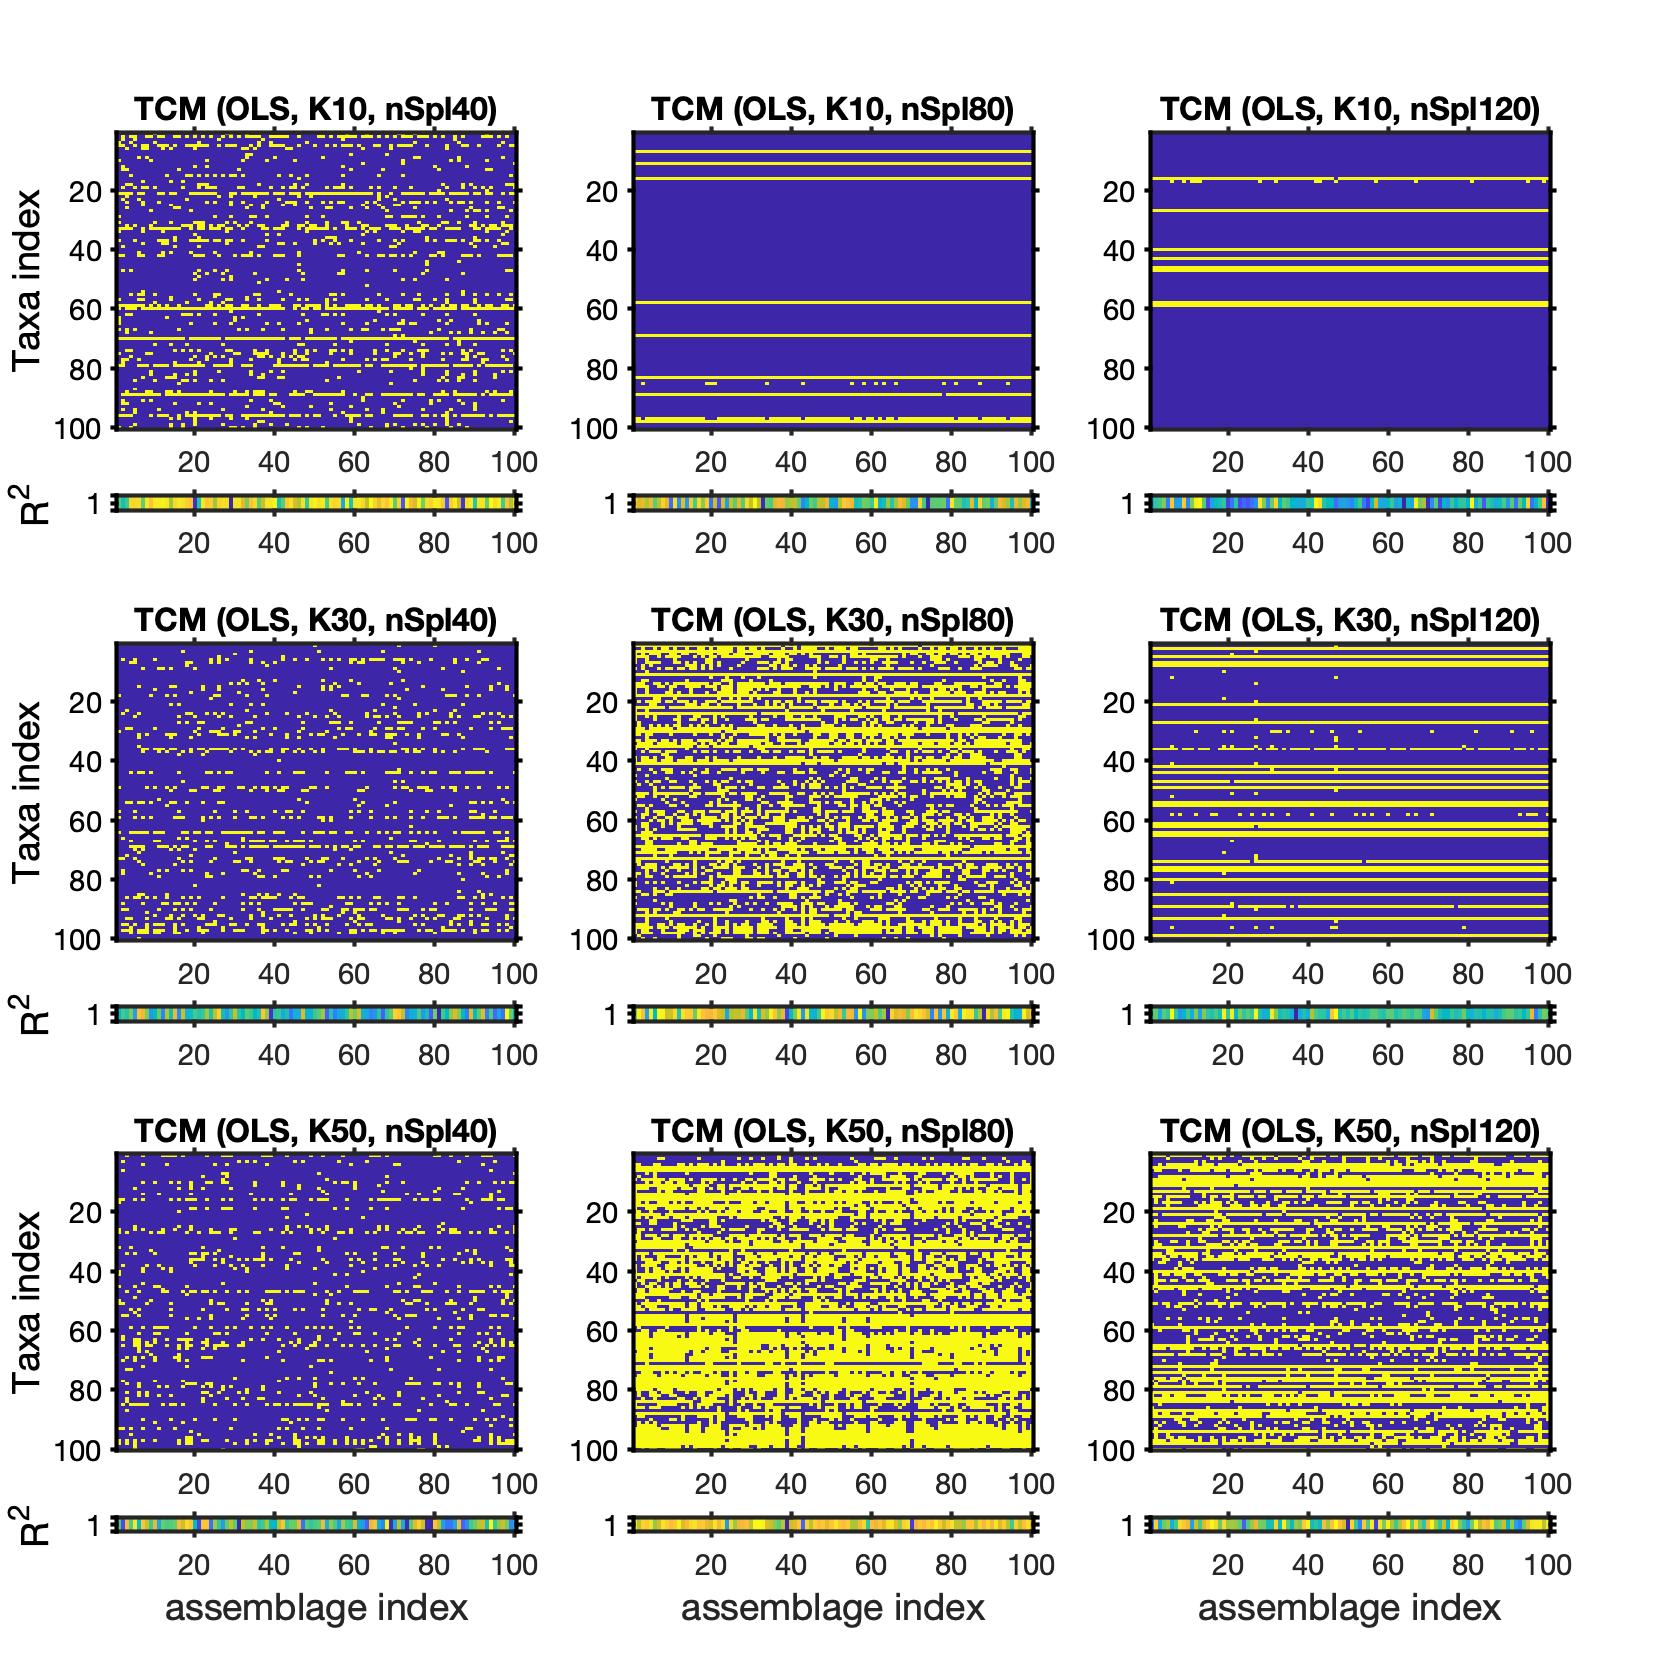 TCM (OLS, K10, nSpl40) TCM (OLS, K10, nSpl80) TCM (OLS, K10, nSpl120)
Taxa index
20 20 20
40 40 40
60 60 60
80 80 80
100 100 100
20 40 60 80 100 20 40 60 80 100 20 40 60 80 100
R² 1 1 1
20 40 60 80 100 20 40 60 80 100 20 40 60 80 100
TCM (OLS, K30, nSpl40) TCM (OLS, K30, nSpl80) TCM (OLS, K30, nSpl120)
Taxa index
20 20 20
40 40 40
60 60 60
80 80 80
100 100 100
20 40 60 80 100 20 40 60 80 100 20 40 60 80 100
R² 1 1 1
20 40 60 80 100 20 40 60 80 100 20 40 60 80 100
TCM (OLS, K50, nSpl40) TCM (OLS, K50, nSpl80) TCM (OLS, K50, nSpl120)
Taxa index
20 20 20
40 40 40
60 60 60
80 80 80
100 100 100
20 40 60 80 100 20 40 60 80 100 20 40 60 80 100
R² 1 1 1
20 40 60 80 100 20 40 60 80 100 20 40 60 80 100
assemblage index assemblage index assemblage index